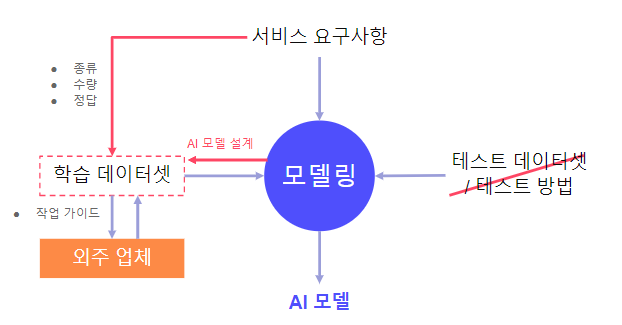 서비스 요구사항
종류
수량
정답
AI 모델 설계
학습 데이터셋
모델링
테스트 데이터셋
/ 테스트 방법
작업 가이드
외주 업체
AI 모델